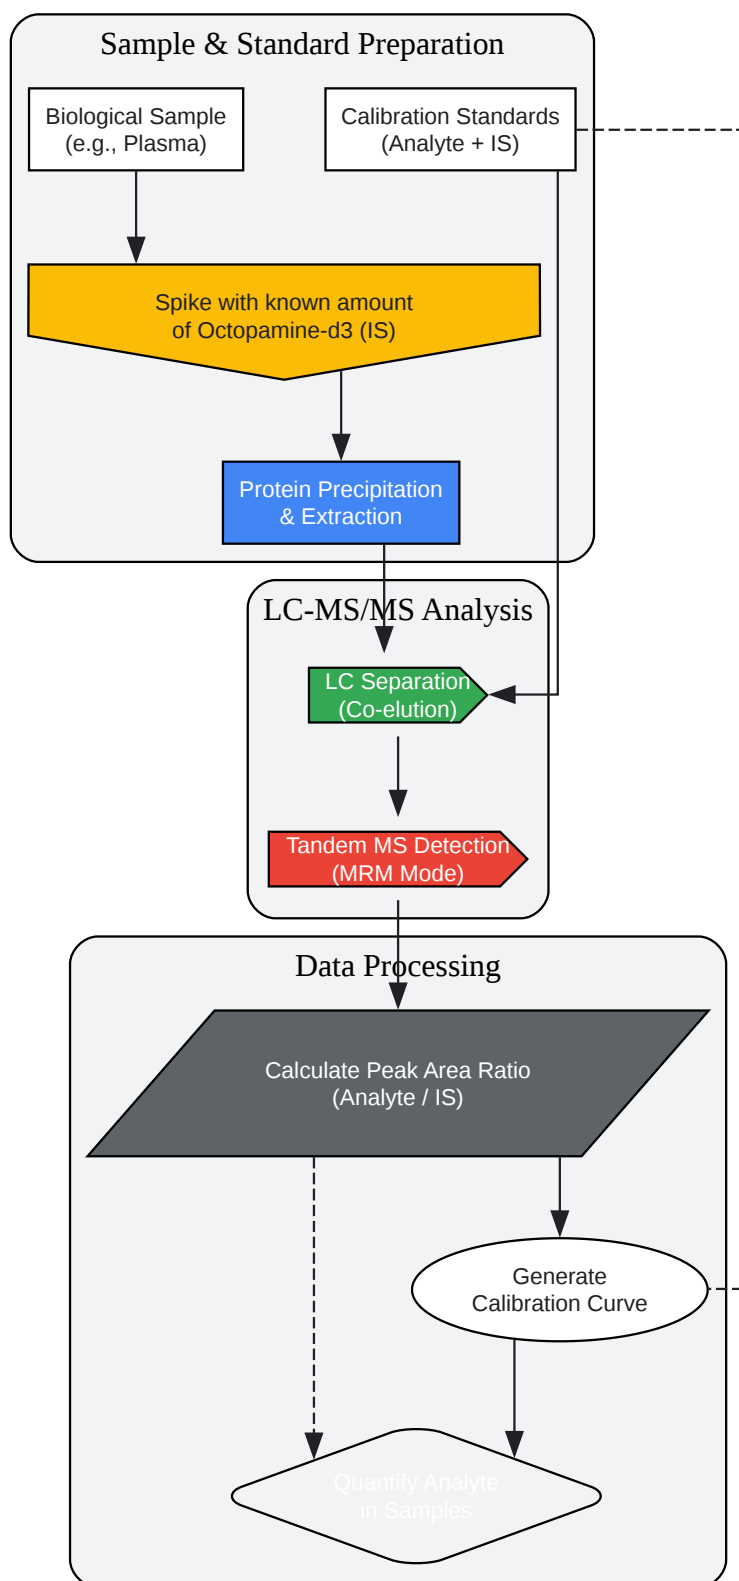 Sample & Standard Preparation
Biological Sample
(e.g., Plasma)
Calibration Standards
(Analyte + IS)
Spike with known amount
of Octopamine-d3 (IS)
Protein Precipitation
& Extraction
LC-MS/MS Analysis
LC Separation
(Co-elution)
Tandem MS Detection
(MRM Mode)
Data Processing
Calculate Peak Area Ratio
(Analyte / IS)
Generate
Calibration Curve
Quantify Analyte
in Samples